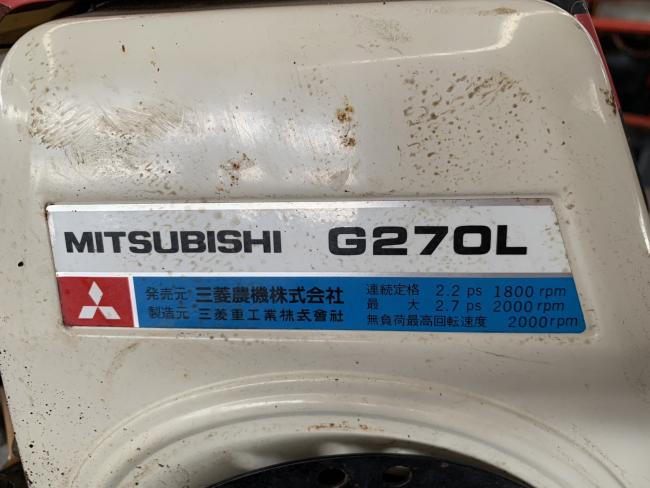 MITSUBISHI G270L
発売元 三菱農機株式会社
製造元 三菱重工業株式會社
連続定格 2.2 ps 1800 rpm
最大 2.7 ps 2000 rpm
無負荷最高回転速度 2000rpm